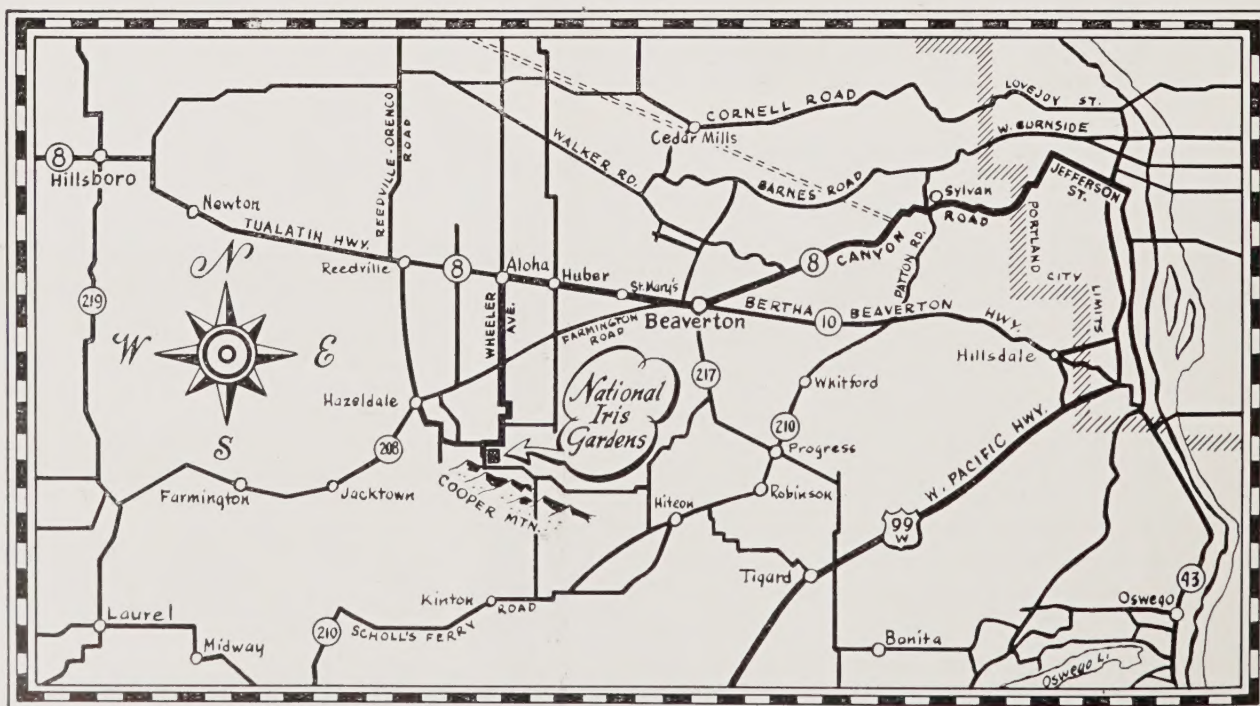 LOVEJOY ST.
CORNELL ROAD
W. BURNSIDE
Cedar Mills
WALKER RD.
REEDVILLE-ORENCO
ROAD
8
Hillsboro
BARNES ROAD
Sylvan
JEFFERSON
ST.
Newton
TUALATIN HWY.
CANYON
ROAD
8
PATTON RD.
PORTLAND
CITY
LIMITS
N
W
E
S
219
Reedville
8
Aloha
Huber
St. Mary's
Beaverton
BERTHA BEAVERTON
HWY.
10
WHEELER
AVE.
FARMINGTON
ROAD
Hillsdale
217
Whitford
210
Hazeldale
National
Iris
Gardens
208
Progress
W. PACIFIC HWY.
99
W
Farmington
Jacktown
COOPER MTN.
Robinson
Hiteon
Tigard
43
Oswego
Kinton
ROAD
SCHOLL'S FERRY
210
Laurel
Midway
Bonita
Oswego L.